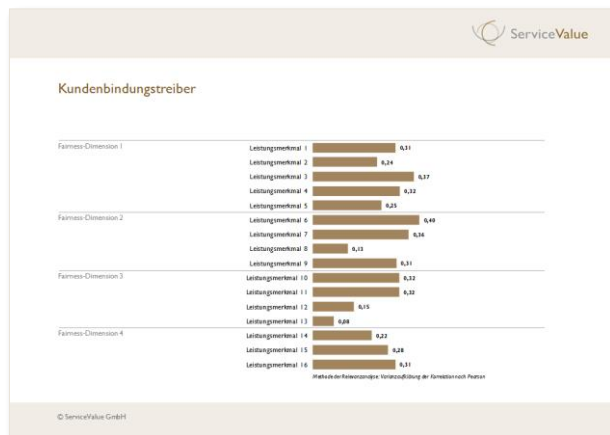 ServiceValue
Kundenbindungstreiber
Fairness-Dimension 1
Leistungsmerkmal 1 0,31
Leistungsmerkmal 2 0,24
Leistungsmerkmal 3 0,37
Leistungsmerkmal 4 0,32
Leistungsmerkmal 5 0,25
Fairness-Dimension 2
Leistungsmerkmal 6 0,40
Leistungsmerkmal 7 0,36
Leistungsmerkmal 8 0,13
Leistungsmerkmal 9 0,31
Fairness-Dimension 3
Leistungsmerkmal 10 0,32
Leistungsmerkmal 11 0,32
Leistungsmerkmal 12 0,15
Leistungsmerkmal 13 0,08
Fairness-Dimension 4
Leistungsmerkmal 14 0,22
Leistungsmerkmal 15 0,28
Leistungsmerkmal 16 0,31
Methode der Relevanzanalyse: Varianzaufklärung der Korrelation nach Pearson
© ServiceValue GmbH